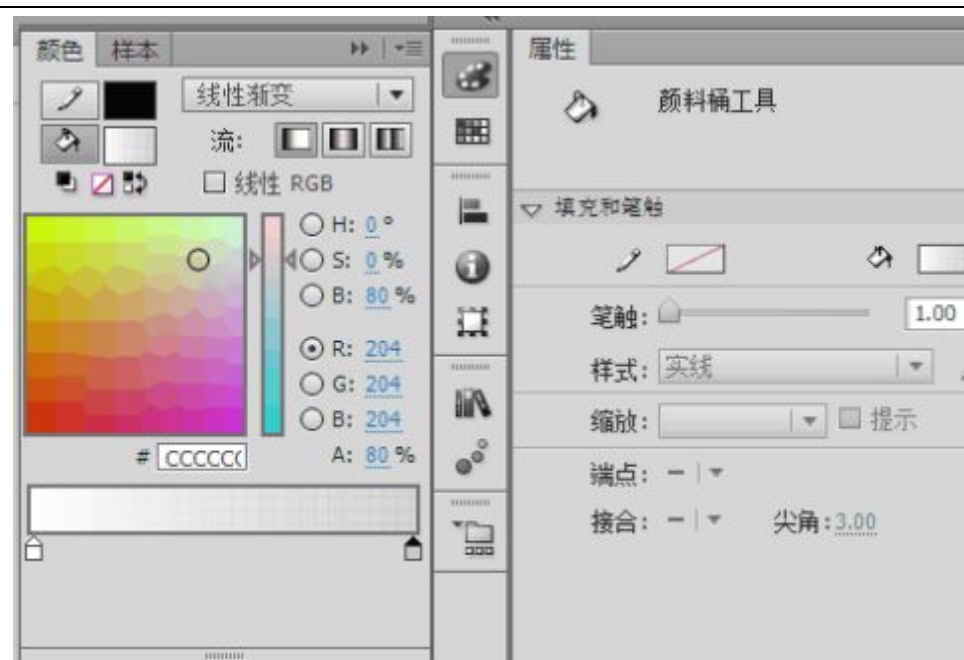 颜色 样本
线性渐变
流:
线性 RGB
H: 0 °
S: 0 %
B: 80 %
R: 204
G: 204
B: 204
# CCCCCC
A: 80 %
属性
颜料桶工具
填充和笔触
笔触: 1.00
样式: 实线
缩放: 提示
端点:
接合: 尖角: 3.00